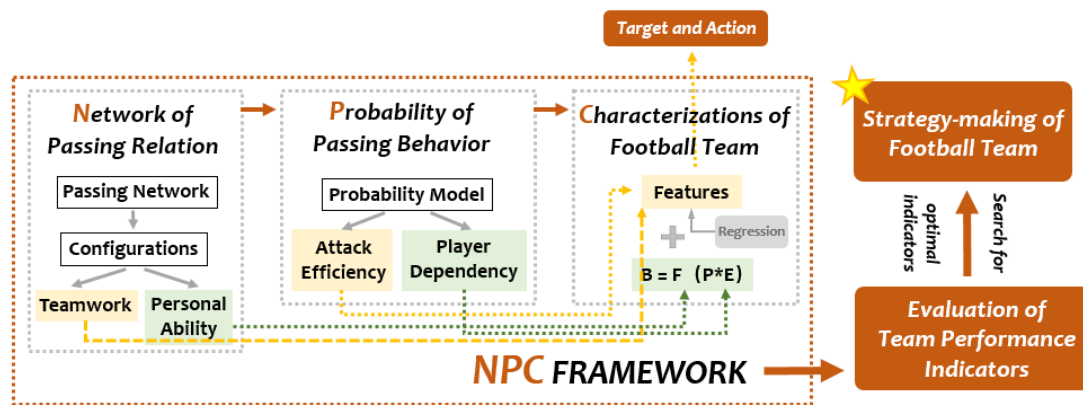 Target and Action
Network of
Passing Relation
Passing Network
Configurations
Teamwork
Personal
Ability
Probability of
Passing Behavior
Probability Model
Attack
Efficiency
Player
Dependency
Characterizations of
Football Team
Features
Regression
B = F (P*E)
NPC FRAMEWORK
Strategy-making of
Football Team
Search for
optimal
indicators
Evaluation of
Team Performance
Indicators